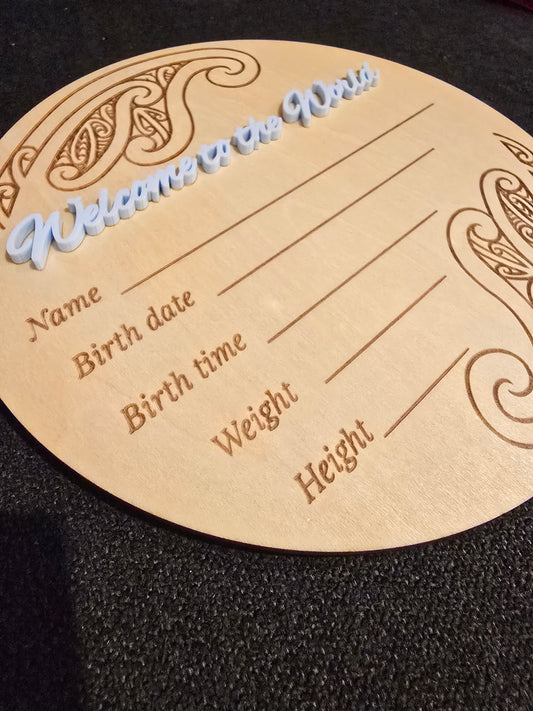 Welcome to the World
Name
Birth date
Birth time
Weight
Height